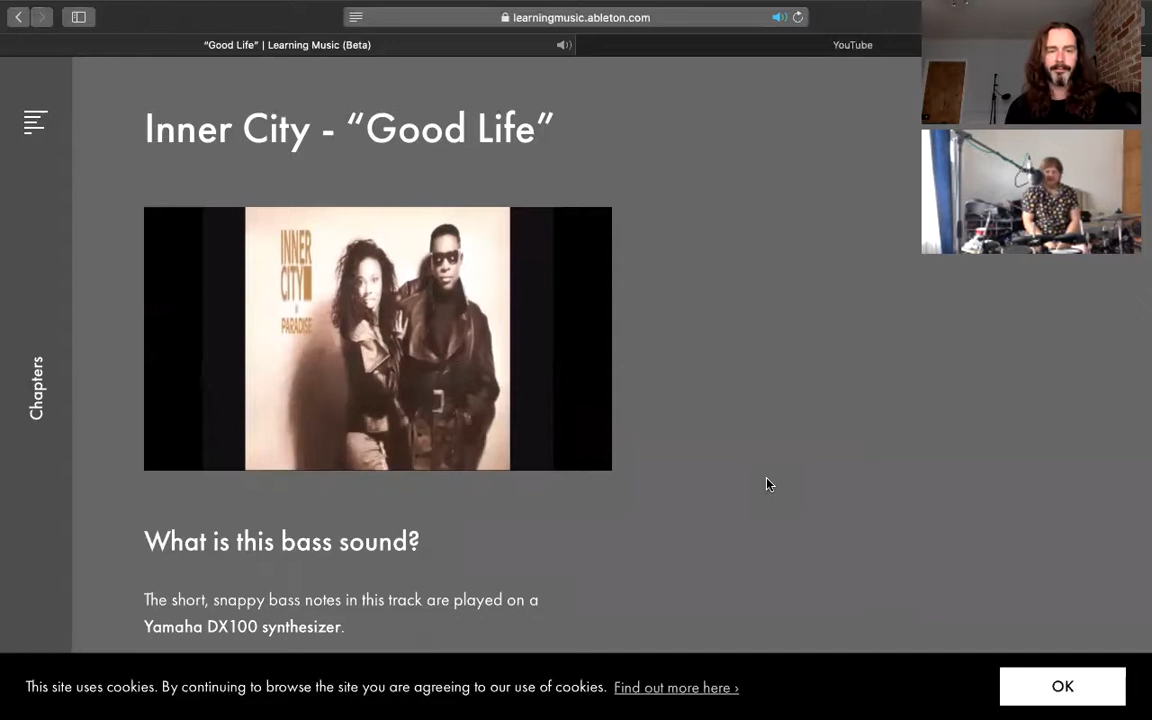 learningmusic.ableton.com
“Good Life” | Learning Music (Beta)
YouTube
Inner City - “Good Life”
INNER
CITY
PARADISE
Chapters
What is this bass sound?
The short, snappy bass notes in this track are played on a
Yamaha DX100 synthesizer.
This site uses cookies. By continuing to browse the site you are agreeing to our use of cookies. Find out more here ›
OK